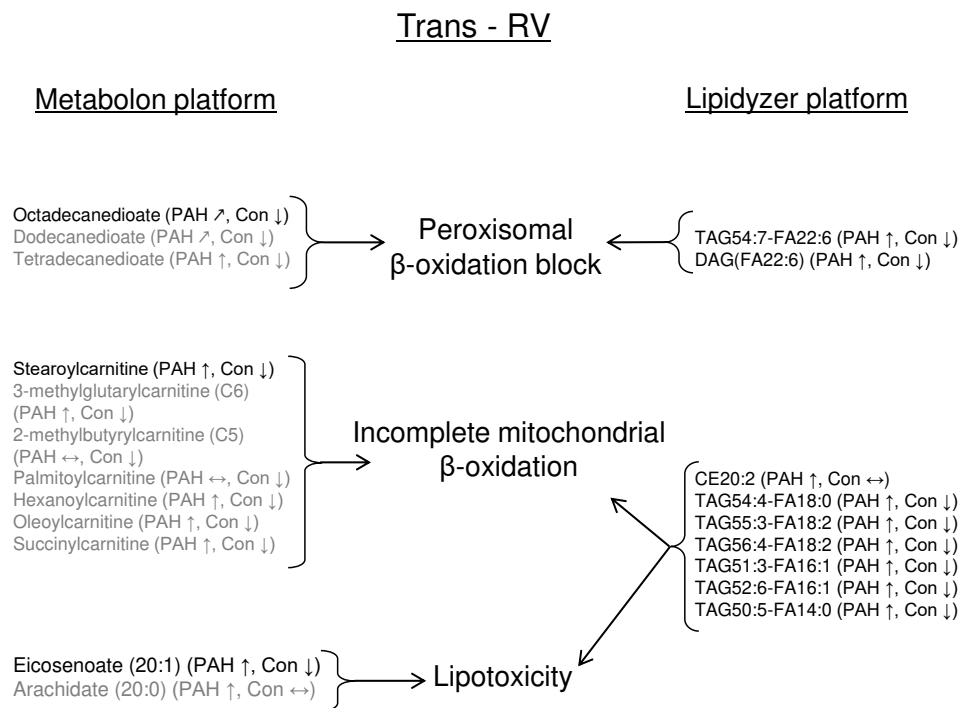 Trans - RV
Metabolon platform
Lipidyzer platform
Octadecanedioate (PAH ↗, Con ↓)
Dodecanedioate (PAH ↗, Con ↓)
Tetradecanedioate (PAH ↑, Con ↓)
Peroxisomal
β-oxidation block
TAG54:7-FA22:6 (PAH ↑, Con ↓)
DAG(FA22:6) (PAH ↑, Con ↓)
Stearoylcarnitine (PAH ↑, Con ↓)
3-methylglutarylcarnitine (C6)
(PAH ↑, Con ↓)
2-methylbutyrylcarnitine (C5)
(PAH ↔, Con ↓)
Palmitoylcarnitine (PAH ↔, Con ↓)
Hexanoylcarnitine (PAH ↑, Con ↓)
Oleoylcarnitine (PAH ↑, Con ↓)
Succinylcarnitine (PAH ↑, Con ↓)
Incomplete mitochondrial
β-oxidation
CE20:2 (PAH ↑, Con ↔)
TAG54:4-FA18:0 (PAH ↑, Con ↓)
TAG55:3-FA18:2 (PAH ↑, Con ↓)
TAG56:4-FA18:2 (PAH ↑, Con ↓)
TAG51:3-FA16:1 (PAH ↑, Con ↓)
TAG52:6-FA16:1 (PAH ↑, Con ↓)
TAG50:5-FA14:0 (PAH ↑, Con ↓)
Eicosenoate (20:1) (PAH ↑, Con ↓)
Arachidate (20:0) (PAH ↑, Con ↔)
Lipotoxicity